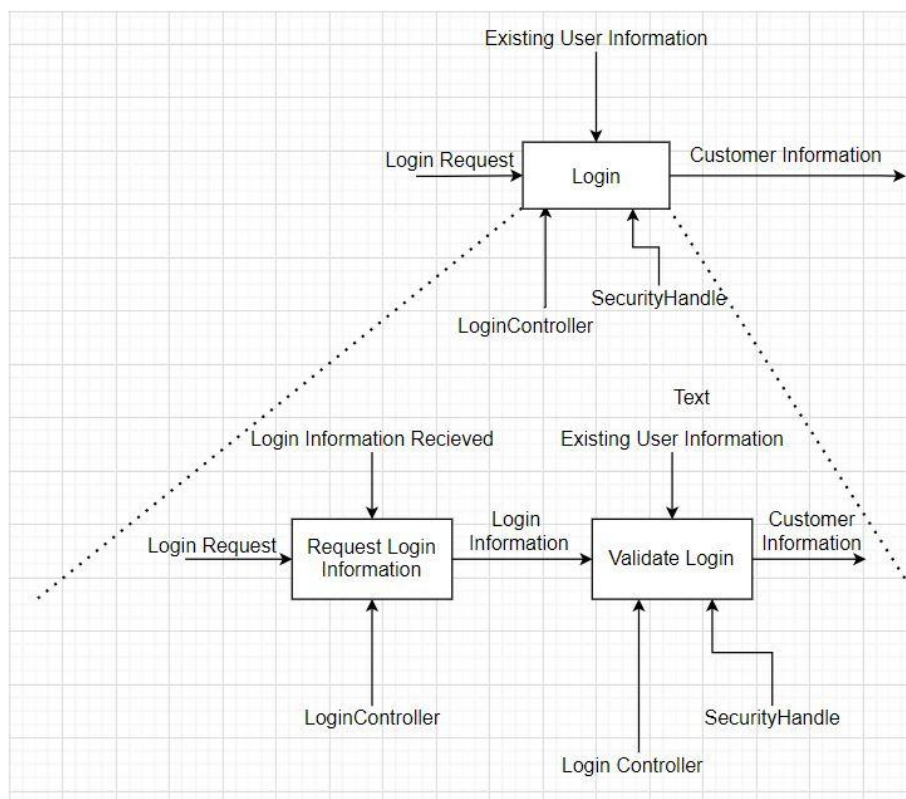 Existing User Information
Login Request
Login
Customer Information
SecurityHandle
LoginController
Text
Login Information Recieved
Existing User Information
Login Request
Request Login
Information
Login
Information
Validate Login
Customer
Information
LoginController
SecurityHandle
Login Controller